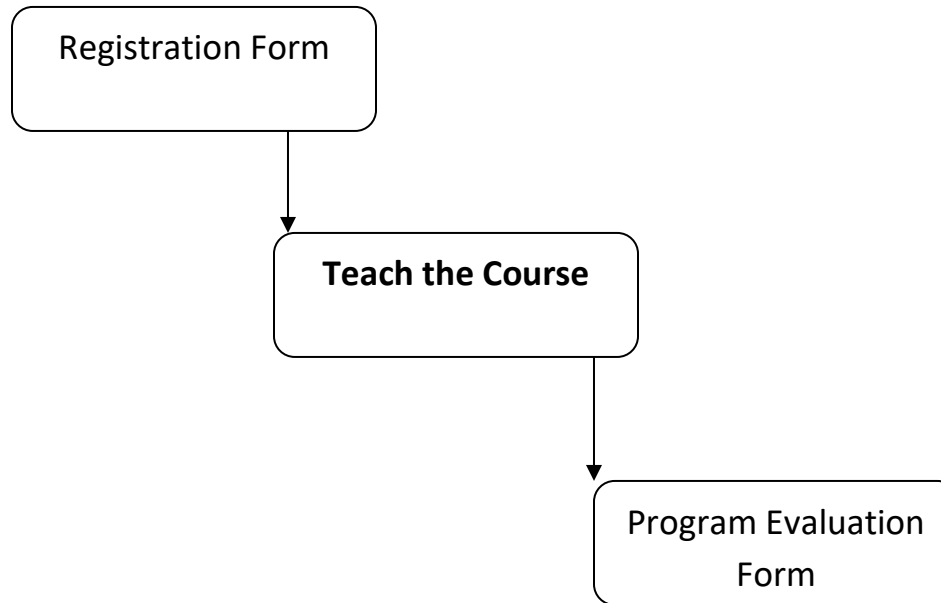 Registration Form
Teach the Course
Program Evaluation
Form